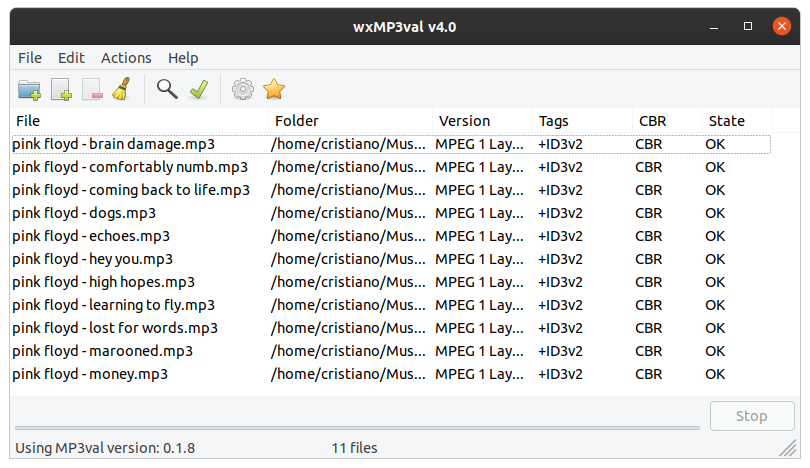 wxMP3val v4.0
File Edit Actions Help
File Folder Version Tags CBR State
pink floyd - brain damage.mp3 /home/cristiano/Mus... MPEG 1 Lay... +ID3v2 CBR OK
pink floyd - comfortably numb.mp3 /home/cristiano/Mus... MPEG 1 Lay... +ID3v2 CBR OK
pink floyd - coming back to life.mp3 /home/cristiano/Mus... MPEG 1 Lay... +ID3v2 CBR OK
pink floyd - dogs.mp3 /home/cristiano/Mus... MPEG 1 Lay... +ID3v2 CBR OK
pink floyd - echoes.mp3 /home/cristiano/Mus... MPEG 1 Lay... +ID3v2 CBR OK
pink floyd - hey you.mp3 /home/cristiano/Mus... MPEG 1 Lay... +ID3v2 CBR OK
pink floyd - high hopes.mp3 /home/cristiano/Mus... MPEG 1 Lay... +ID3v2 CBR OK
pink floyd - learning to fly.mp3 /home/cristiano/Mus... MPEG 1 Lay... +ID3v2 CBR OK
pink floyd - lost for words.mp3 /home/cristiano/Mus... MPEG 1 Lay... +ID3v2 CBR OK
pink floyd - marooned.mp3 /home/cristiano/Mus... MPEG 1 Lay... +ID3v2 CBR OK
pink floyd - money.mp3 /home/cristiano/Mus... MPEG 1 Lay... +ID3v2 CBR OK
Stop
Using MP3val version: 0.1.8 11 files